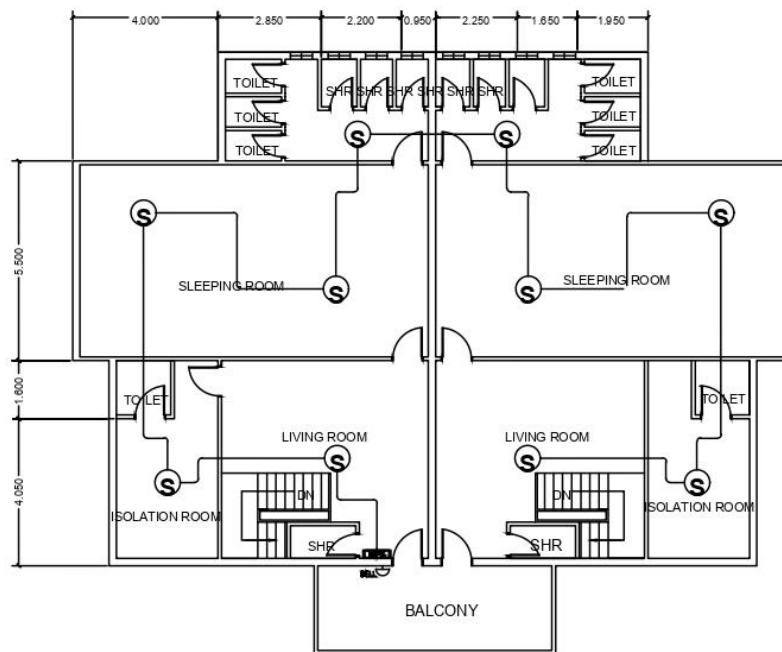 4.000 2.850 2.200 0.950 2.250 1.650 1.950
TOILET SHR SHR SHR SHR SHR SHR TOILET
TOILET TOILET
TOILET TOILET
S S
S S
5.500
SLEEPING ROOM S S SLEEPING ROOM
1.600
TOILET TOILET
LIVING ROOM LIVING ROOM
S S S S
4.050
DN DN
ISOLATION ROOM ISOLATION ROOM
SHR SHR
BELL
BALCONY